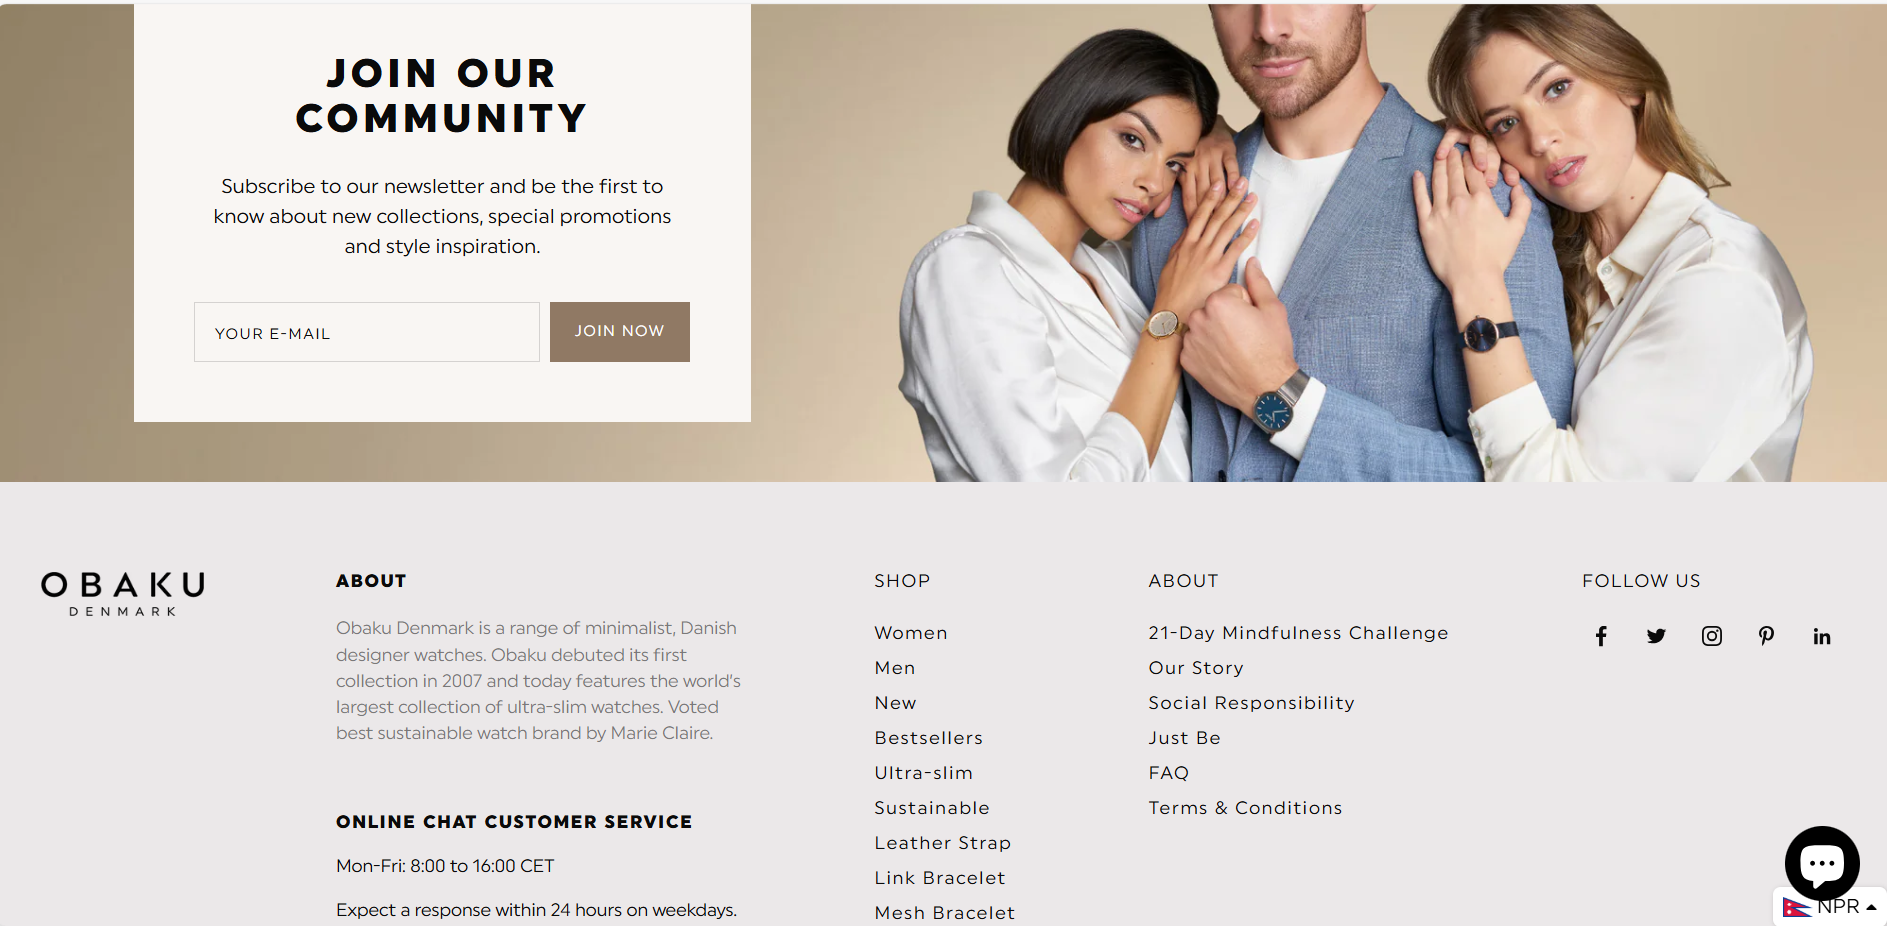 JOIN OUR
COMMUNITY
Subscribe to our newsletter and be the first to
know about new collections, special promotions
and style inspiration.
YOUR E-MAIL
JOIN NOW
OBAKU
DENMARK
ABOUT
Obaku Denmark is a range of minimalist, Danish
designer watches. Obaku debuted its first
collection in 2007 and today features the world's
largest collection of ultra-slim watches. Voted
best sustainable watch brand by Marie Claire.
ONLINE CHAT CUSTOMER SERVICE
Mon-Fri: 8:00 to 16:00 CET
Expect a response within 24 hours on weekdays.
SHOP
Women
Men
New
Bestsellers
Ultra-slim
Sustainable
Leather Strap
Link Bracelet
Mesh Bracelet
ABOUT
21-Day Mindfulness Challenge
Our Story
Social Responsibility
Just Be
FAQ
Terms & Conditions
FOLLOW US
NPR